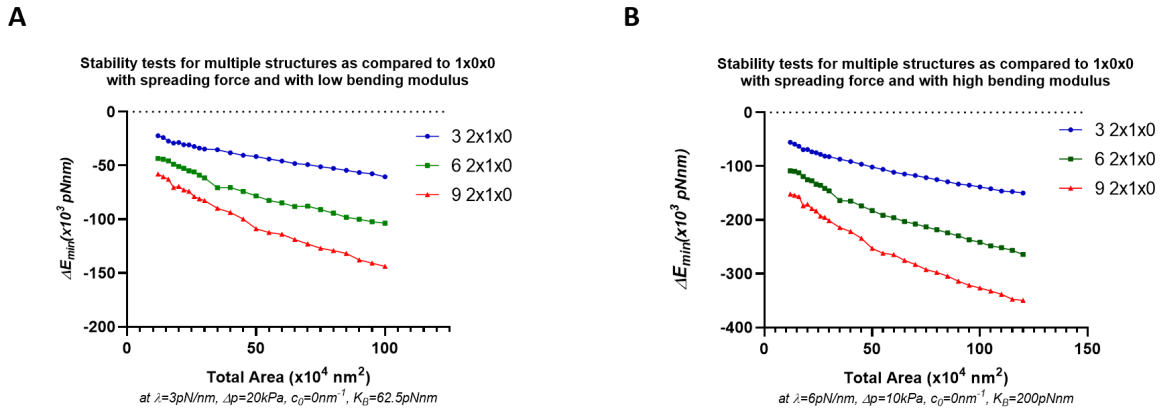 A
Stability tests for multiple structures as compared to 1x0x0
with spreading force and with low bending modulus
0
-50
-100
-150
-200
ΔE_min(x10³ pNnm)
0
50
100
Total Area (x10⁴ nm²)
at λ=3pN/nm, Δp=20kPa, c₀=0nm⁻¹, K_B=62.5pNnm
3 2x1x0
6 2x1x0
9 2x1x0
B
Stability tests for multiple structures as compared to 1x0x0
with spreading force and with high bending modulus
0
-100
-200
-300
-400
ΔE_min(x10³ pNnm)
0
50
100
150
Total Area (x10⁴ nm²)
at λ=6pN/nm, Δp=10kPa, c₀=0nm⁻¹, K_B=200pNnm
3 2x1x0
6 2x1x0
9 2x1x0